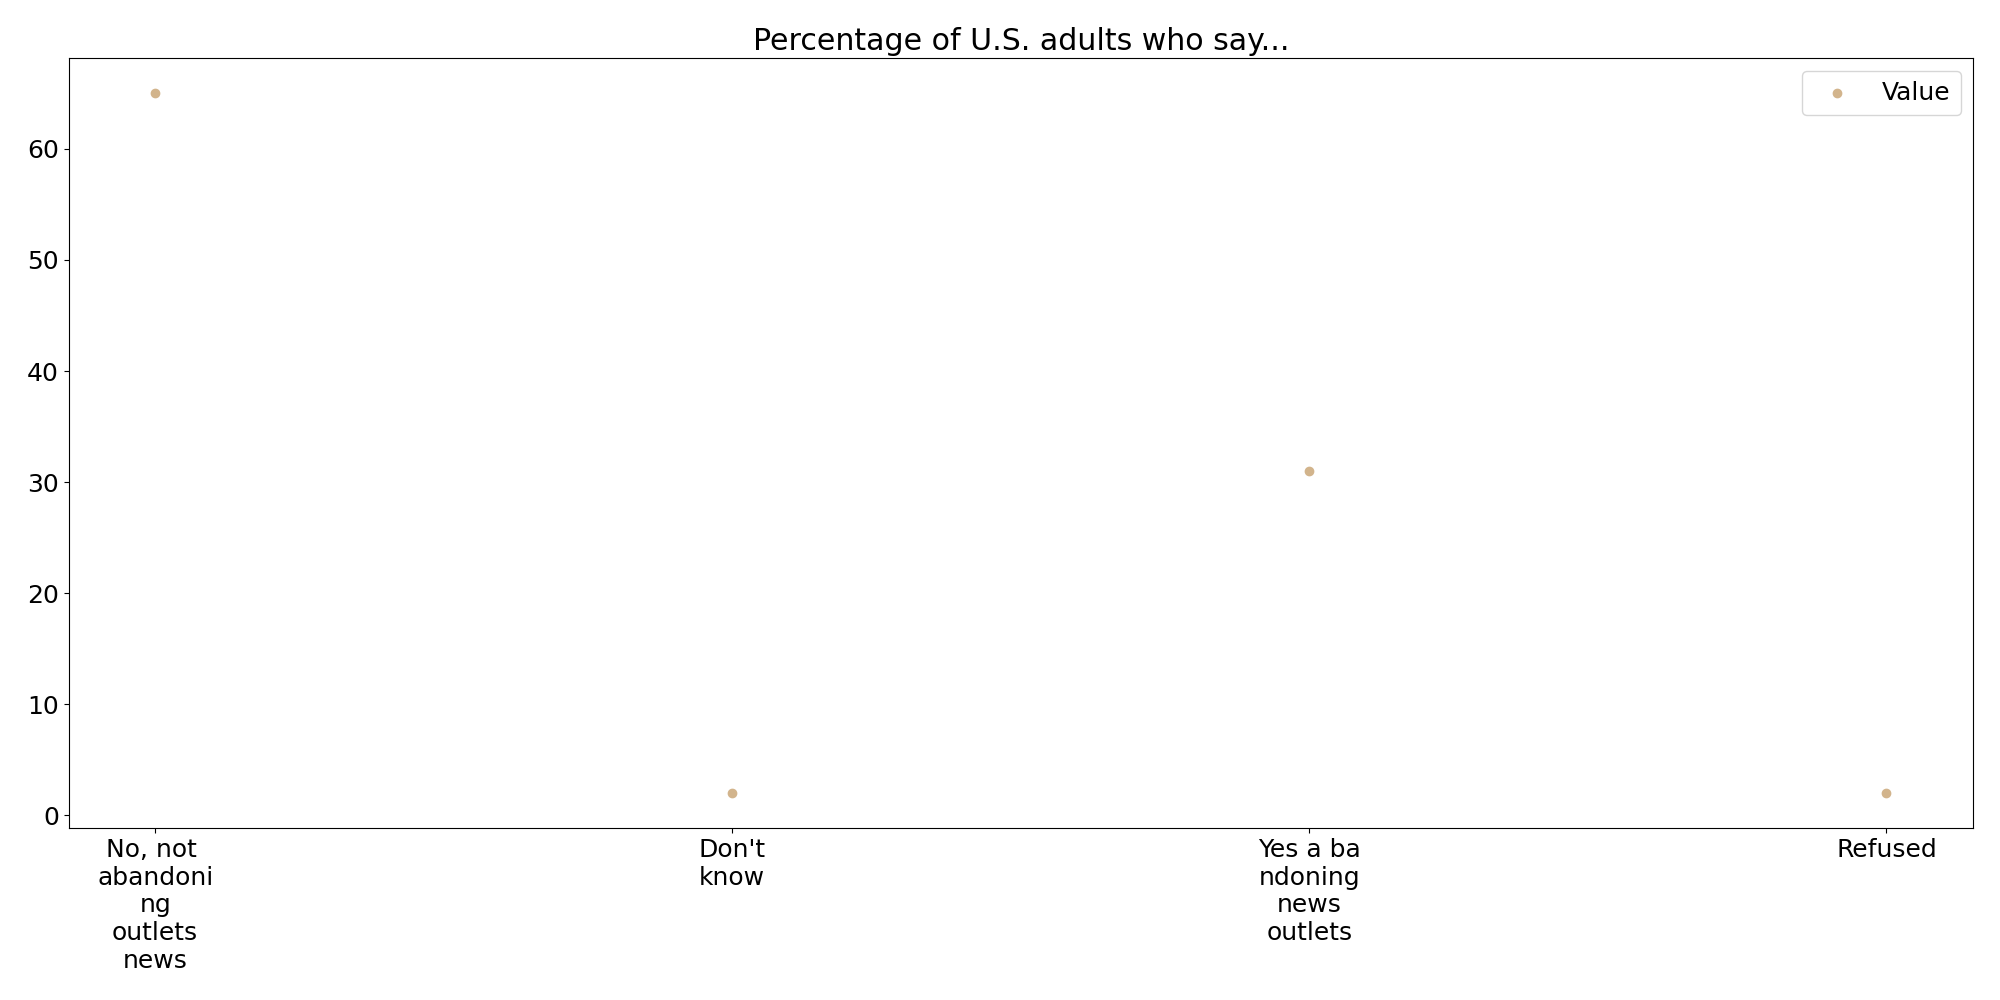 Percentage of U.S. adults who say...
Value
60
50
40
30
20
10
0
No, not
abandoni
ng
outlets
news
Don't
know
Yes a ba
ndoning
news
outlets
Refused